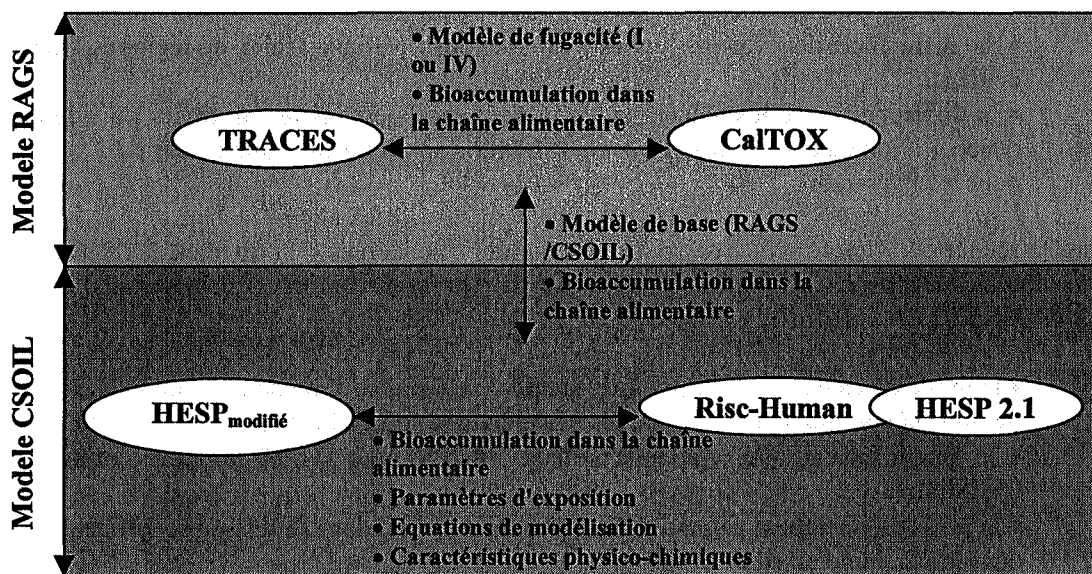 Modele RAGS
• Modèle de fugacité (I
ou IV)
• Bioaccumulation dans
la chaîne alimentaire
TRACES
CalTOX
• Modèle de base (RAGS
/CSOIL)
• Bioaccumulation dans la
chaîne alimentaire
Modele CSOIL
HESPmodifié
Risc-Human
HESP 2.1
• Bioaccumulation dans la chaîne
alimentaire
• Paramètres d'exposition
• Equations de modélisation
• Caractéristiques physico-chimiques